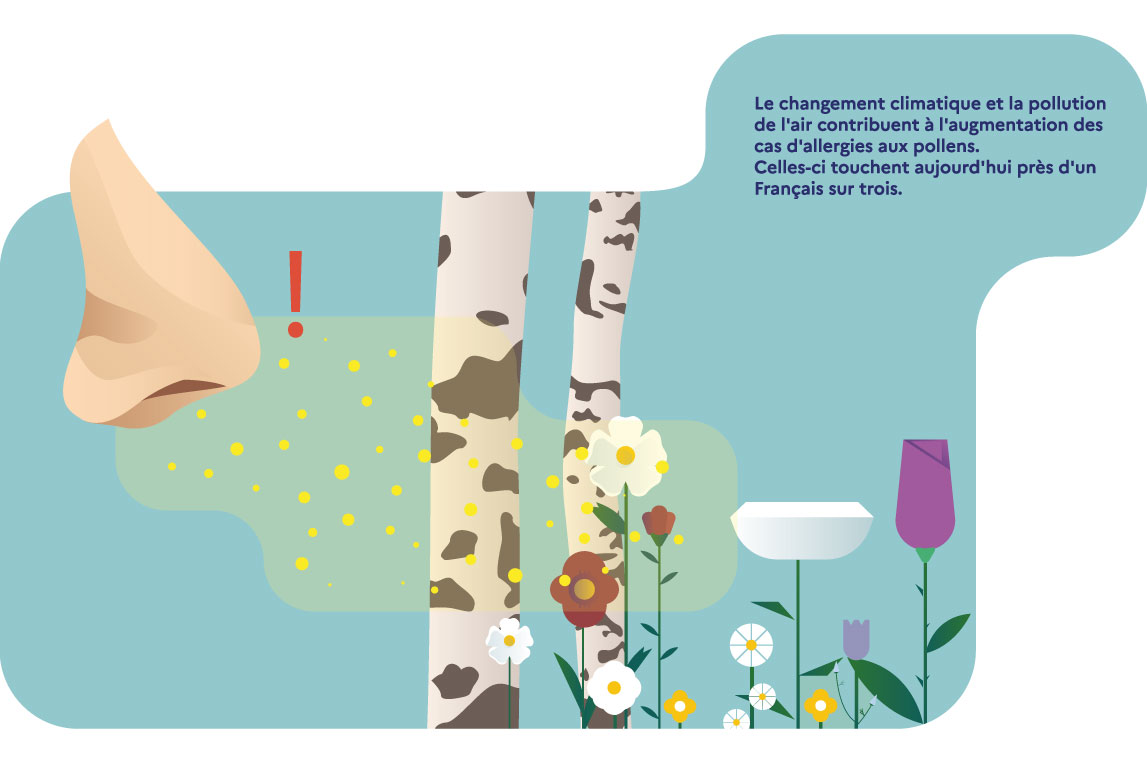 Le changement climatique et la pollution
de l'air contribuent à l'augmentation des
cas d'allergies aux pollens.
Celles-ci touchent aujourd'hui près d'un
Français sur trois.